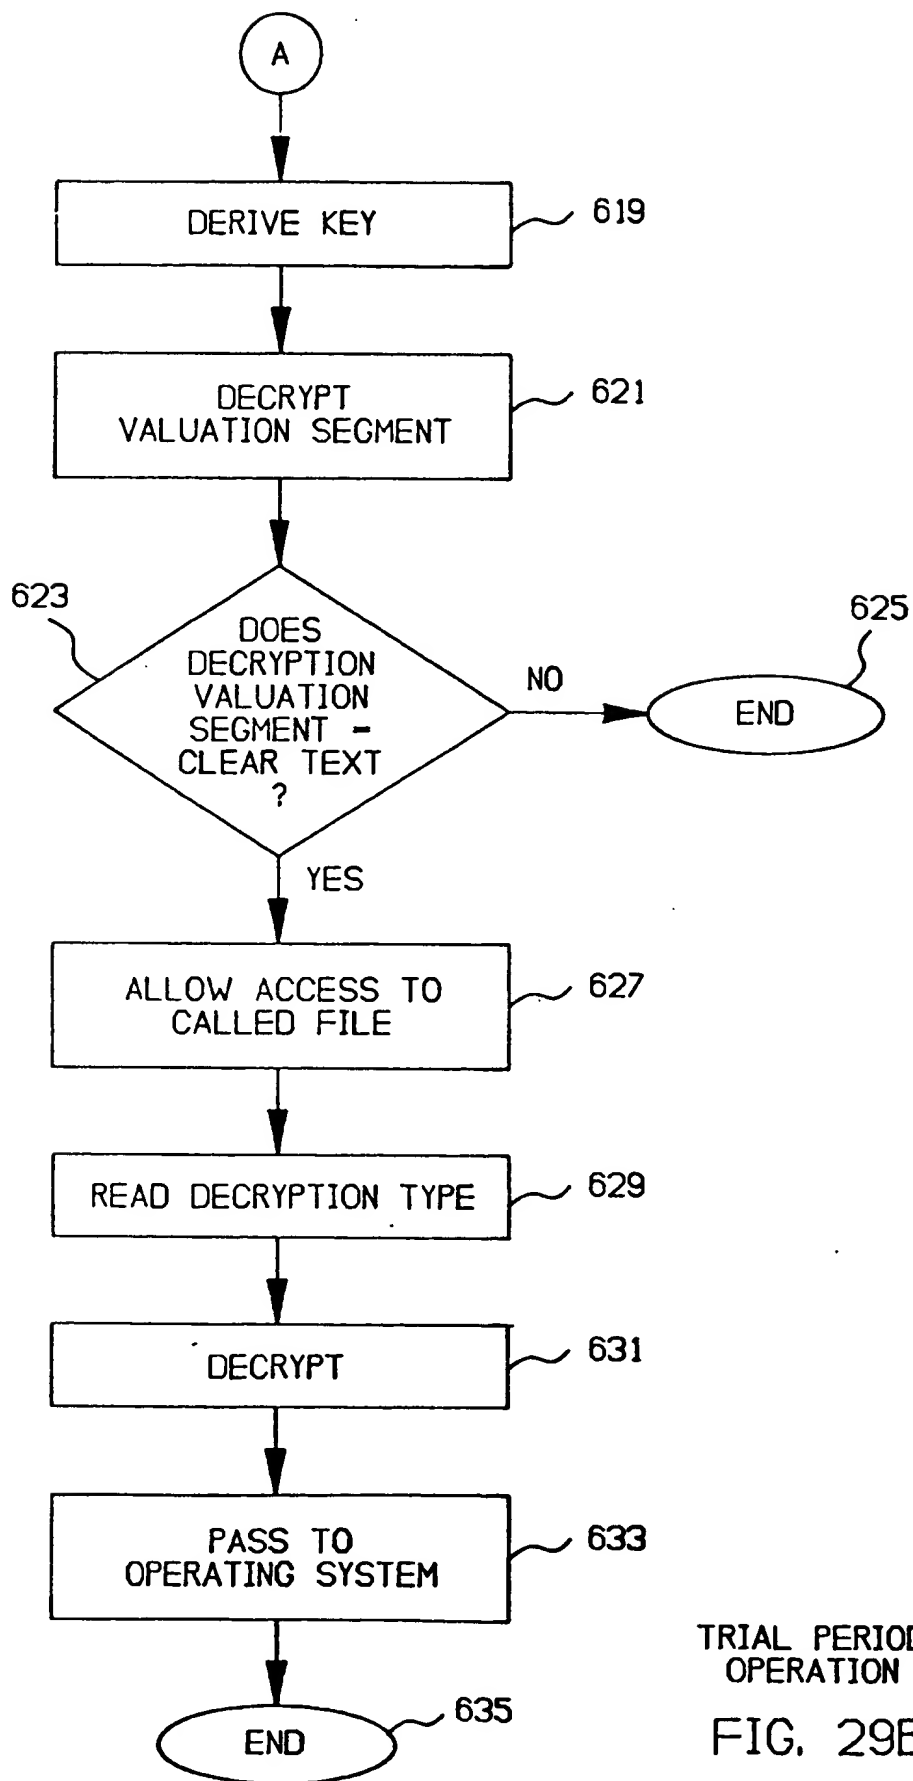 A
DERIVE KEY
619
DECRYPT
VALUATION SEGMENT
621
623
DOES
DECRYPTION
VALUATION
SEGMENT -
CLEAR TEXT
?
NO
625
END
YES
ALLOW ACCESS TO
CALLED FILE
627
READ DECRYPTION TYPE
629
DECRYPT
631
PASS TO
OPERATING SYSTEM
633
END
635
TRIAL PERIOD
OPERATION
FIG. 29B